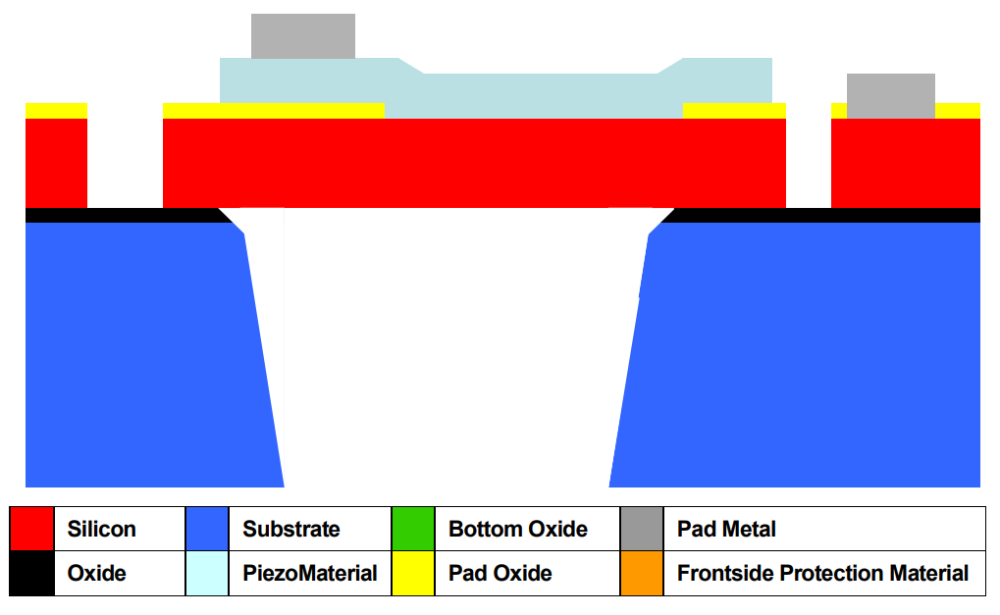 Silicon Substrate Bottom Oxide Pad Metal
Oxide PiezoMaterial Pad Oxide Frontside Protection Material